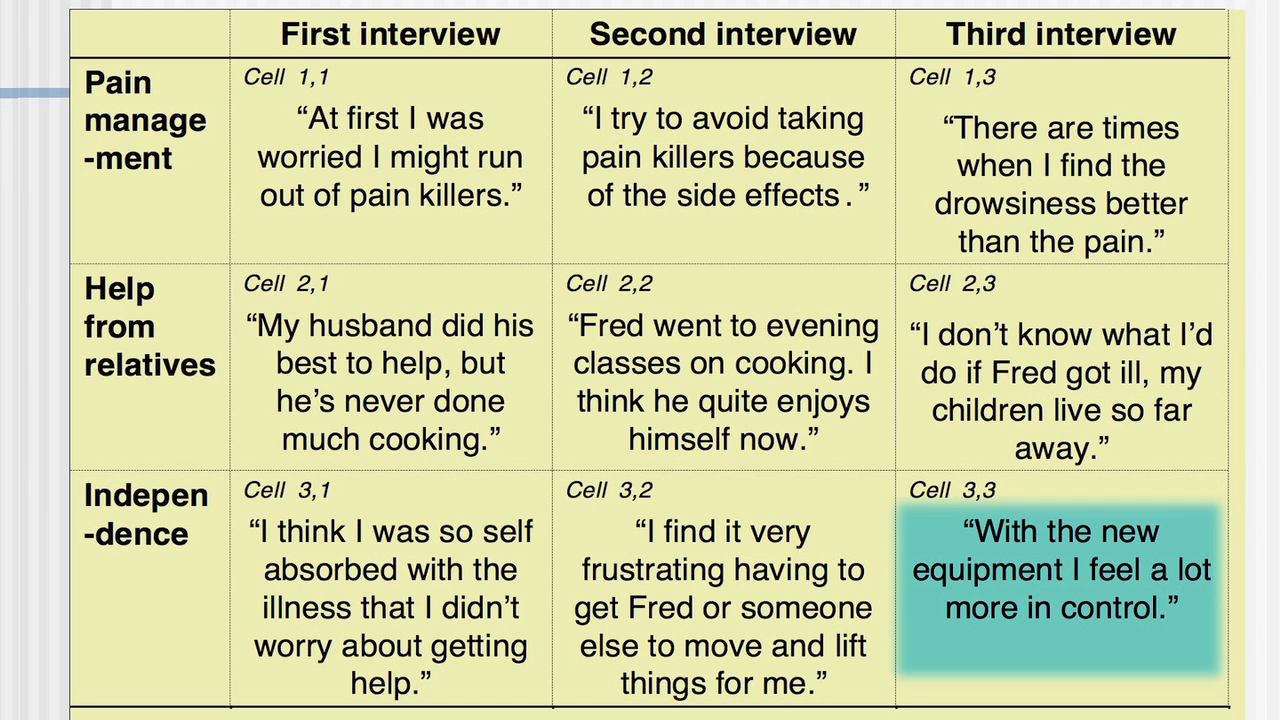 First interview Second interview Third interview
Pain
manage
-ment
Cell 1,1
“At first I was
worried I might run
out of pain killers.”
Cell 1,2
“I try to avoid taking
pain killers because
of the side effects . ”
Cell 1,3
“There are times
when I find the
drowsiness better
than the pain.”
Help
from
relatives
Cell 2,1
“My husband did his
best to help, but
he’s never done
much cooking.”
Cell 2,2
“Fred went to evening
classes on cooking. I
think he quite enjoys
himself now.”
Cell 2,3
“I don’t know what I’d
do if Fred got ill, my
children live so far
away.”
Indepen
-dence
Cell 3,1
“I think I was so self
absorbed with the
illness that I didn’t
worry about getting
help.”
Cell 3,2
“I find it very
frustrating having to
get Fred or someone
else to move and lift
things for me.”
Cell 3,3
“With the new
equipment I feel a lot
more in control.”